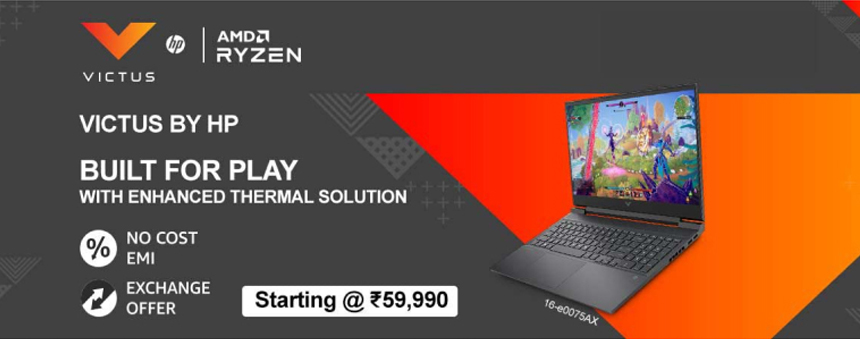 VICTUS
hp
AMD
RYZEN
VICTUS BY HP
BUILT FOR PLAY
WITH ENHANCED THERMAL SOLUTION
% NO COST
EMI
EXCHANGE
OFFER
Starting @ ₹59,990
16-e0075AX